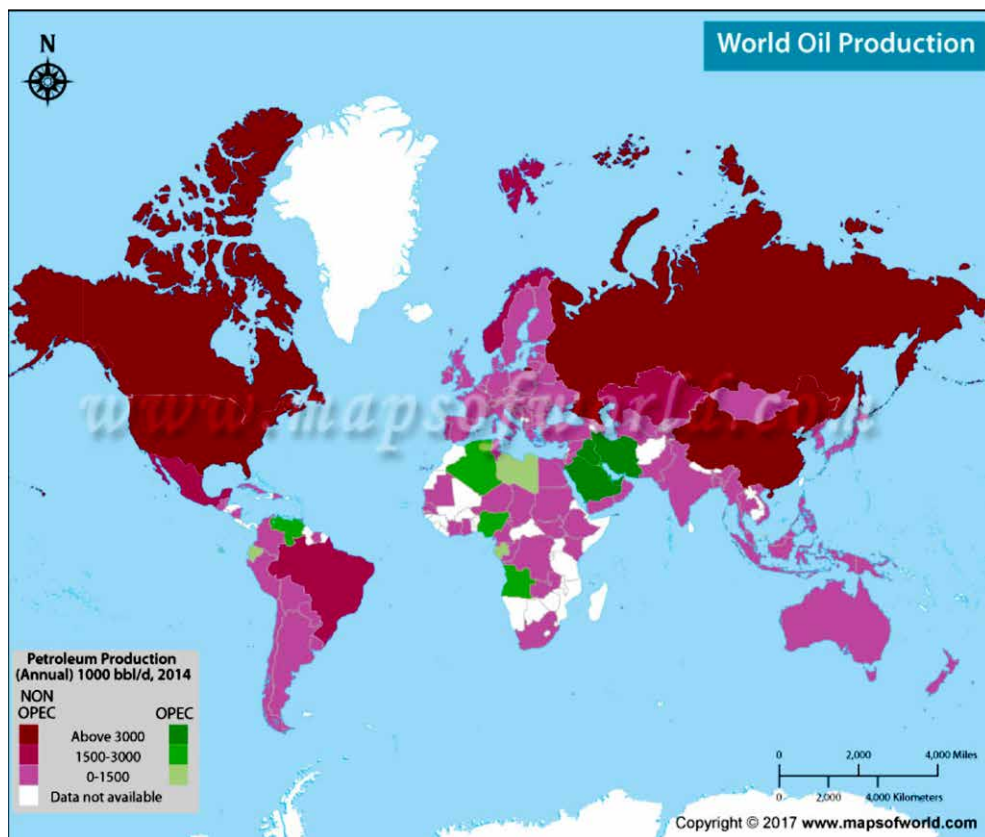 World Oil Production
N
www.mapsofworld.com
Petroleum Production
(Annual) 1000 bbl/d, 2014
NON
OPEC OPEC
Above 3000
1500-3000
0-1500
Data not available
0 2,000 4,000 Miles
0 2,000 4,000 Kilometers
Copyright © 2017 www.mapsofworld.com